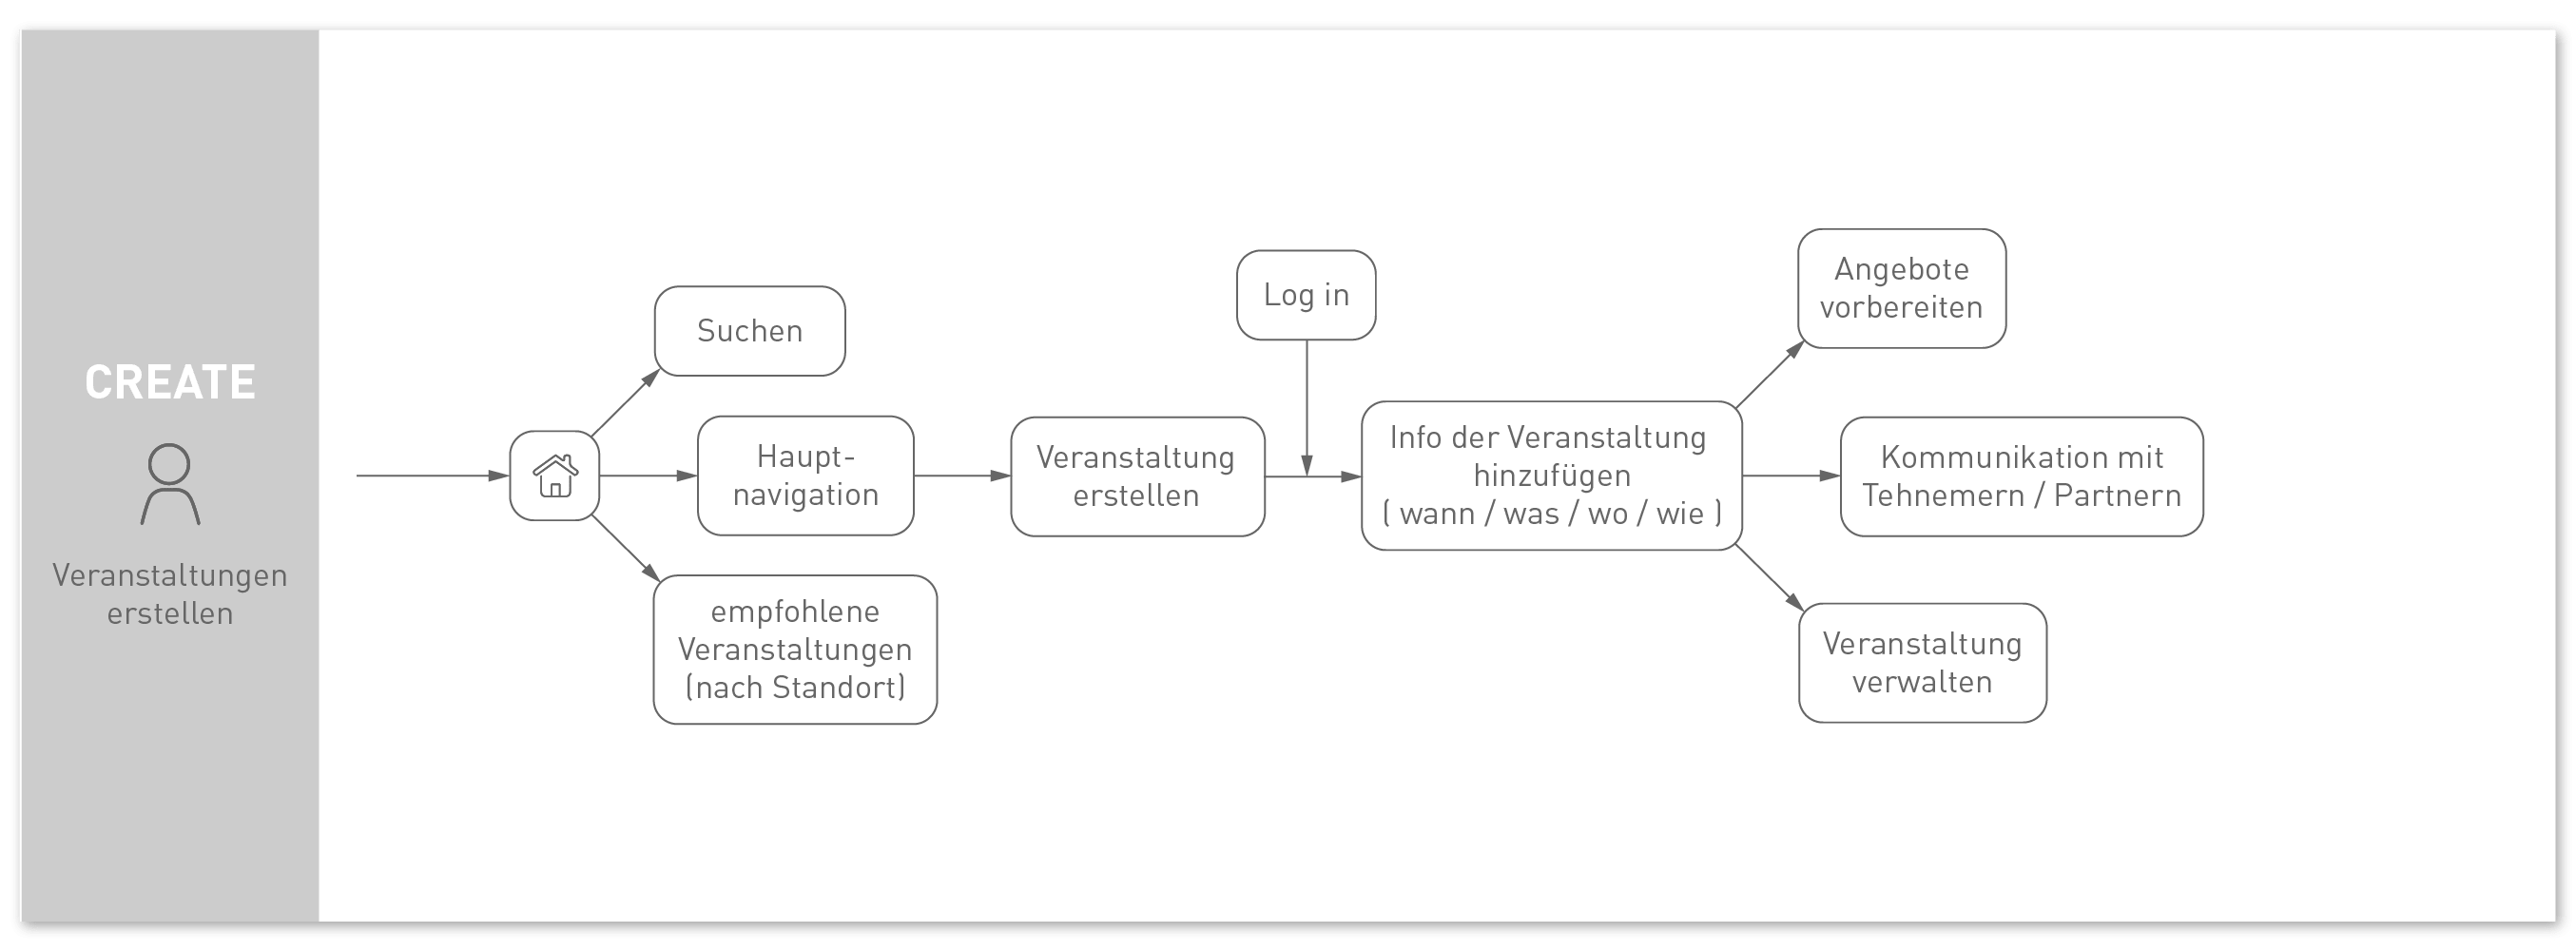 CREATE
Veranstaltungen
erstellen
Suchen
Haupt-
navigation
empfohlene
Veranstaltungen
(nach Standort)
Veranstaltung
erstellen
Log in
Info der Veranstaltung
hinzufügen
( wann / was / wo / wie )
Angebote
vorbereiten
Kommunikation mit
Tehnemern / Partnern
Veranstaltung
verwalten